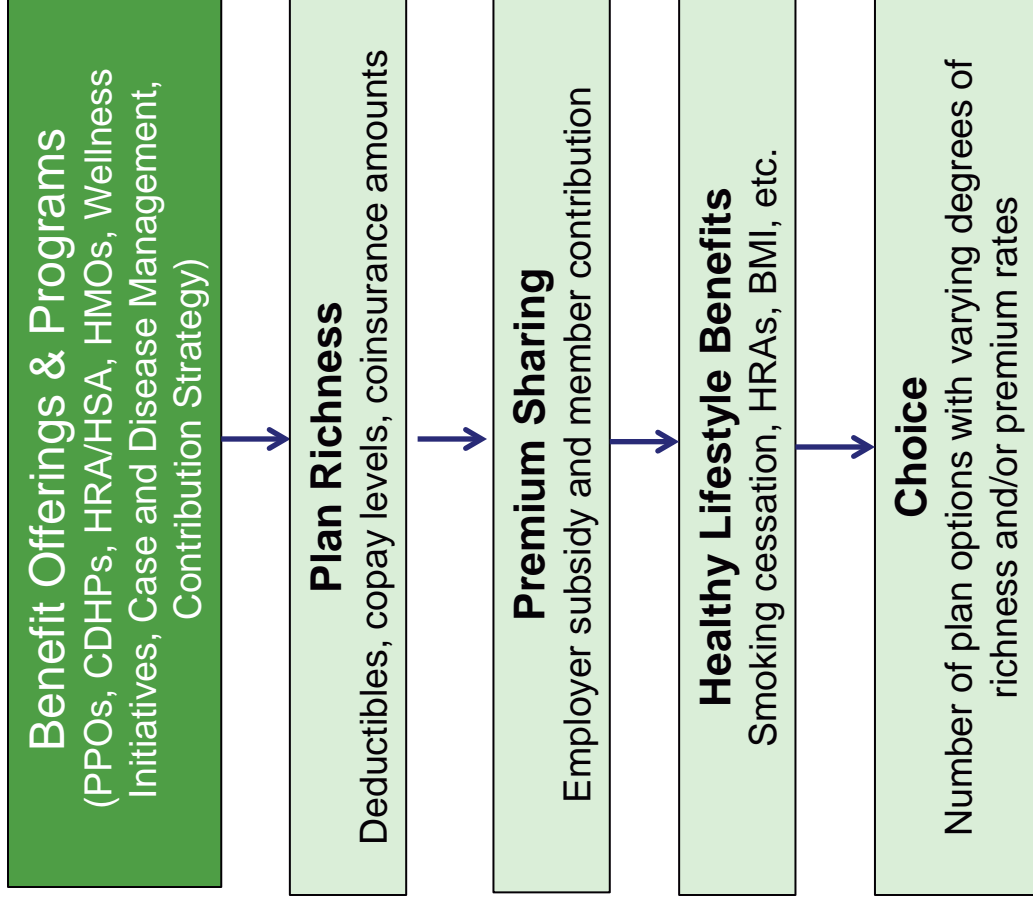 Benefit Offerings & Programs
(PPOs, CDHPs, HRA/HSA, HMOs, Wellness
Initiatives, Case and Disease Management,
Contribution Strategy)
Plan Richness
Deductibles, copay levels, coinsurance amounts
Premium Sharing
Employer subsidy and member contribution
Healthy Lifestyle Benefits
Smoking cessation, HRAs, BMI, etc.
Choice
Number of plan options with varying degrees of
richness and/or premium rates